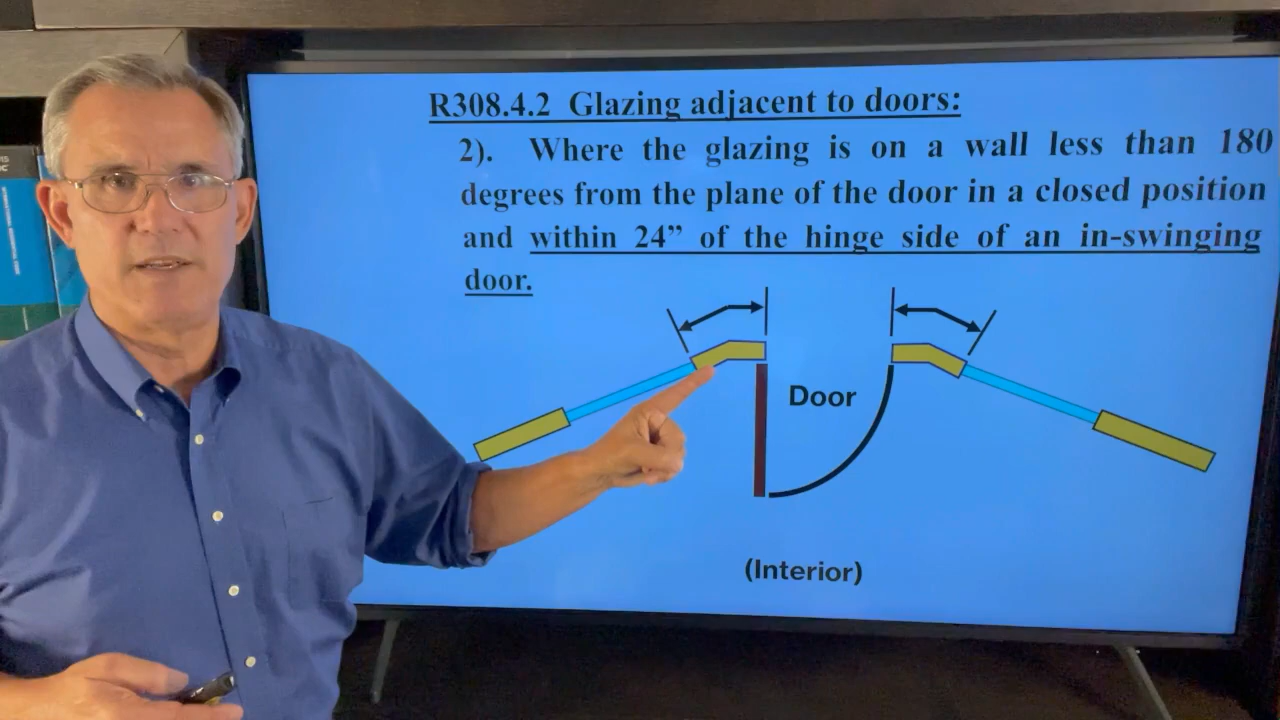 R308.4.2 Glazing adjacent to doors:
2). Where the glazing is on a wall less than 180
degrees from the plane of the door in a closed position
and within 24” of the hinge side of an in-swinging
door.
Door
(Interior)